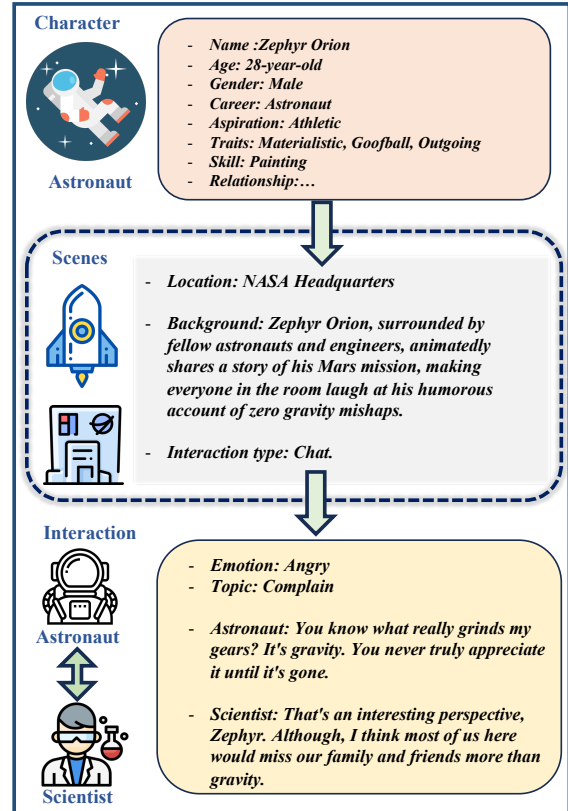 Character
Astronaut
- Name :Zephyr Orion
- Age: 28-year-old
- Gender: Male
- Career: Astronaut
- Aspiration: Athletic
- Traits: Materialistic, Goofball, Outgoing
- Skill: Painting
- Relationship:…
Scenes
- Location: NASA Headquarters
- Background: Zephyr Orion, surrounded by
fellow astronauts and engineers, animatedly
shares a story of his Mars mission, making
everyone in the room laugh at his humorous
account of zero gravity mishaps.
- Interaction type: Chat.
Interaction
Astronaut
Scientist
- Emotion: Angry
- Topic: Complain
- Astronaut: You know what really grinds my
gears? It's gravity. You never truly appreciate
it until it's gone.
- Scientist: That's an interesting perspective,
Zephyr. Although, I think most of us here
would miss our family and friends more than
gravity.